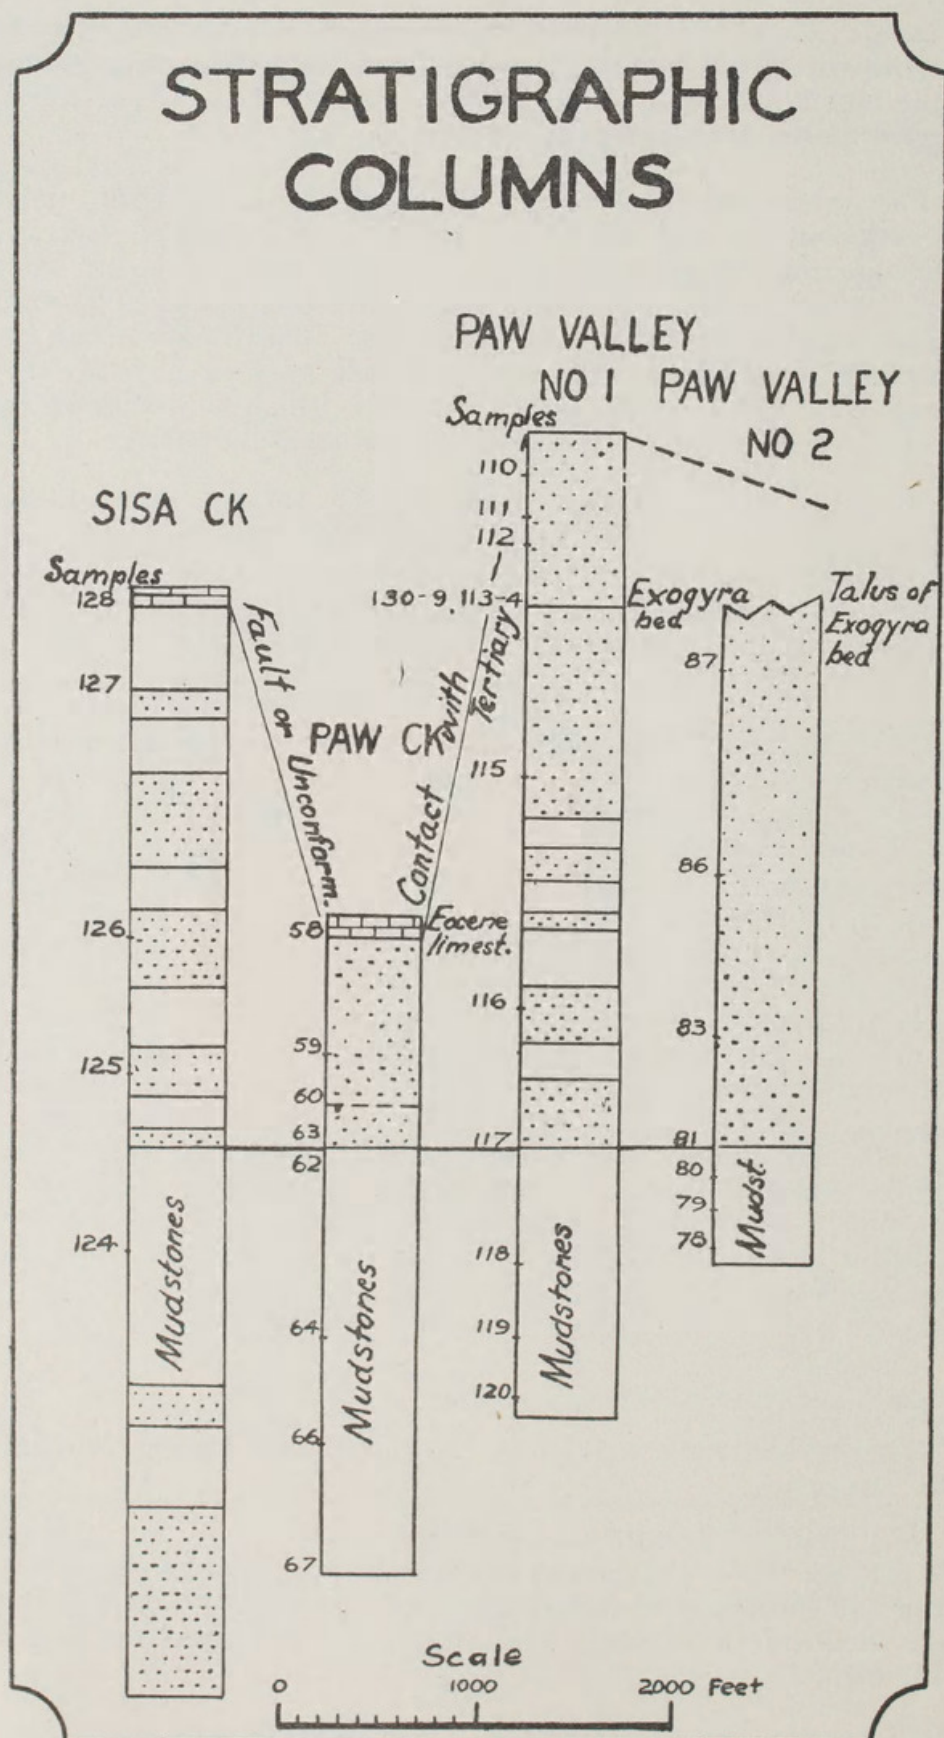 STRATIGRAPHIC
COLUMNS
SISA CK
Samples
128
127
126
125
124
Mudstones
Fault or Unconform.
PAW CK
58
59
60
63
62
64
66
67
Eocene
limest.
Mudstones
Contact with
Tertiary
PAW VALLEY
NO 1
Samples
110
111
112
130-9, 113-4
115
116
117
118
119
120
Exogyra
bed
Mudstones
PAW VALLEY
NO 2
87
86
83
81
80
79
78
Talus of
Exogyra
bed
Mudst.
Scale
0 1000 2000 Feet